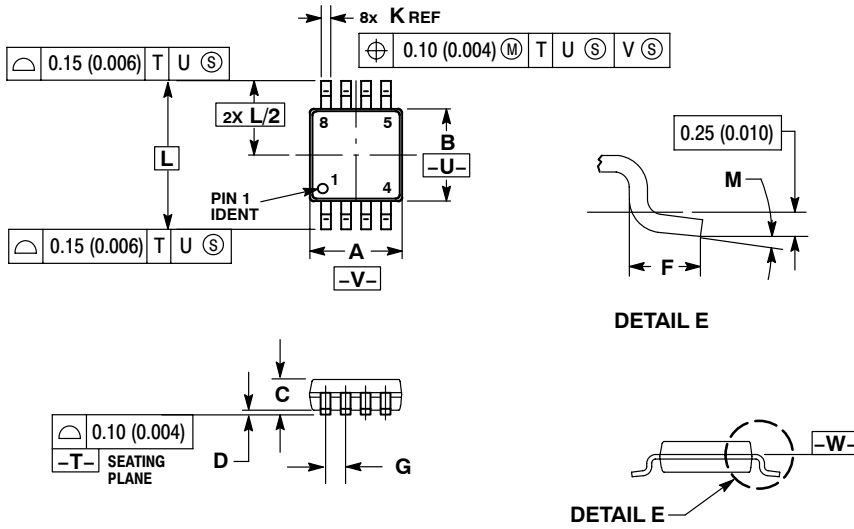 8x K REF
⌖ 0.10 (0.004) Ⓜ T U Ⓢ V Ⓢ
⌓ 0.15 (0.006) T U Ⓢ
2X L/2
8 5
B
–U–
L
PIN 1
IDENT
1
4
⌓ 0.15 (0.006) T U Ⓢ
A
–V–
0.25 (0.010)
M
F
DETAIL E
C
⌓ 0.10 (0.004)
–T– SEATING
PLANE
D
G
–W–
DETAIL E